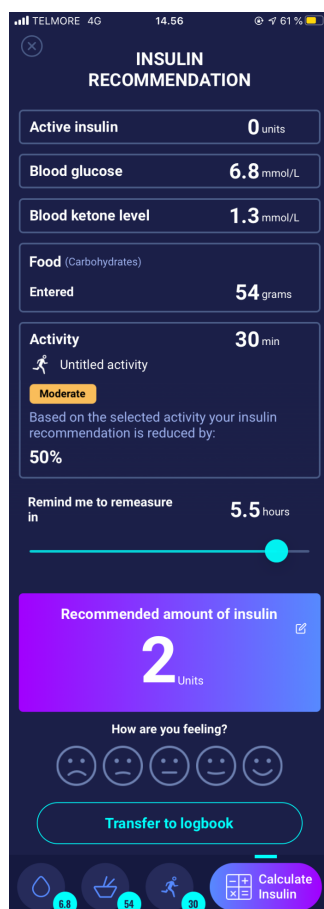 TELMORE 4G 14.56 61 %
INSULIN
RECOMMENDATION
Active insulin 0 units
Blood glucose 6.8 mmol/L
Blood ketone level 1.3 mmol/L
Food (Carbohydrates)
Entered 54 grams
Activity 30 min
Untitled activity
Moderate
Based on the selected activity your insulin
recommendation is reduced by:
50%
Remind me to remeasure
in 5.5 hours
Recommended amount of insulin
2 Units
How are you feeling?
Transfer to logbook
6.8 54 30 Calculate
Insulin